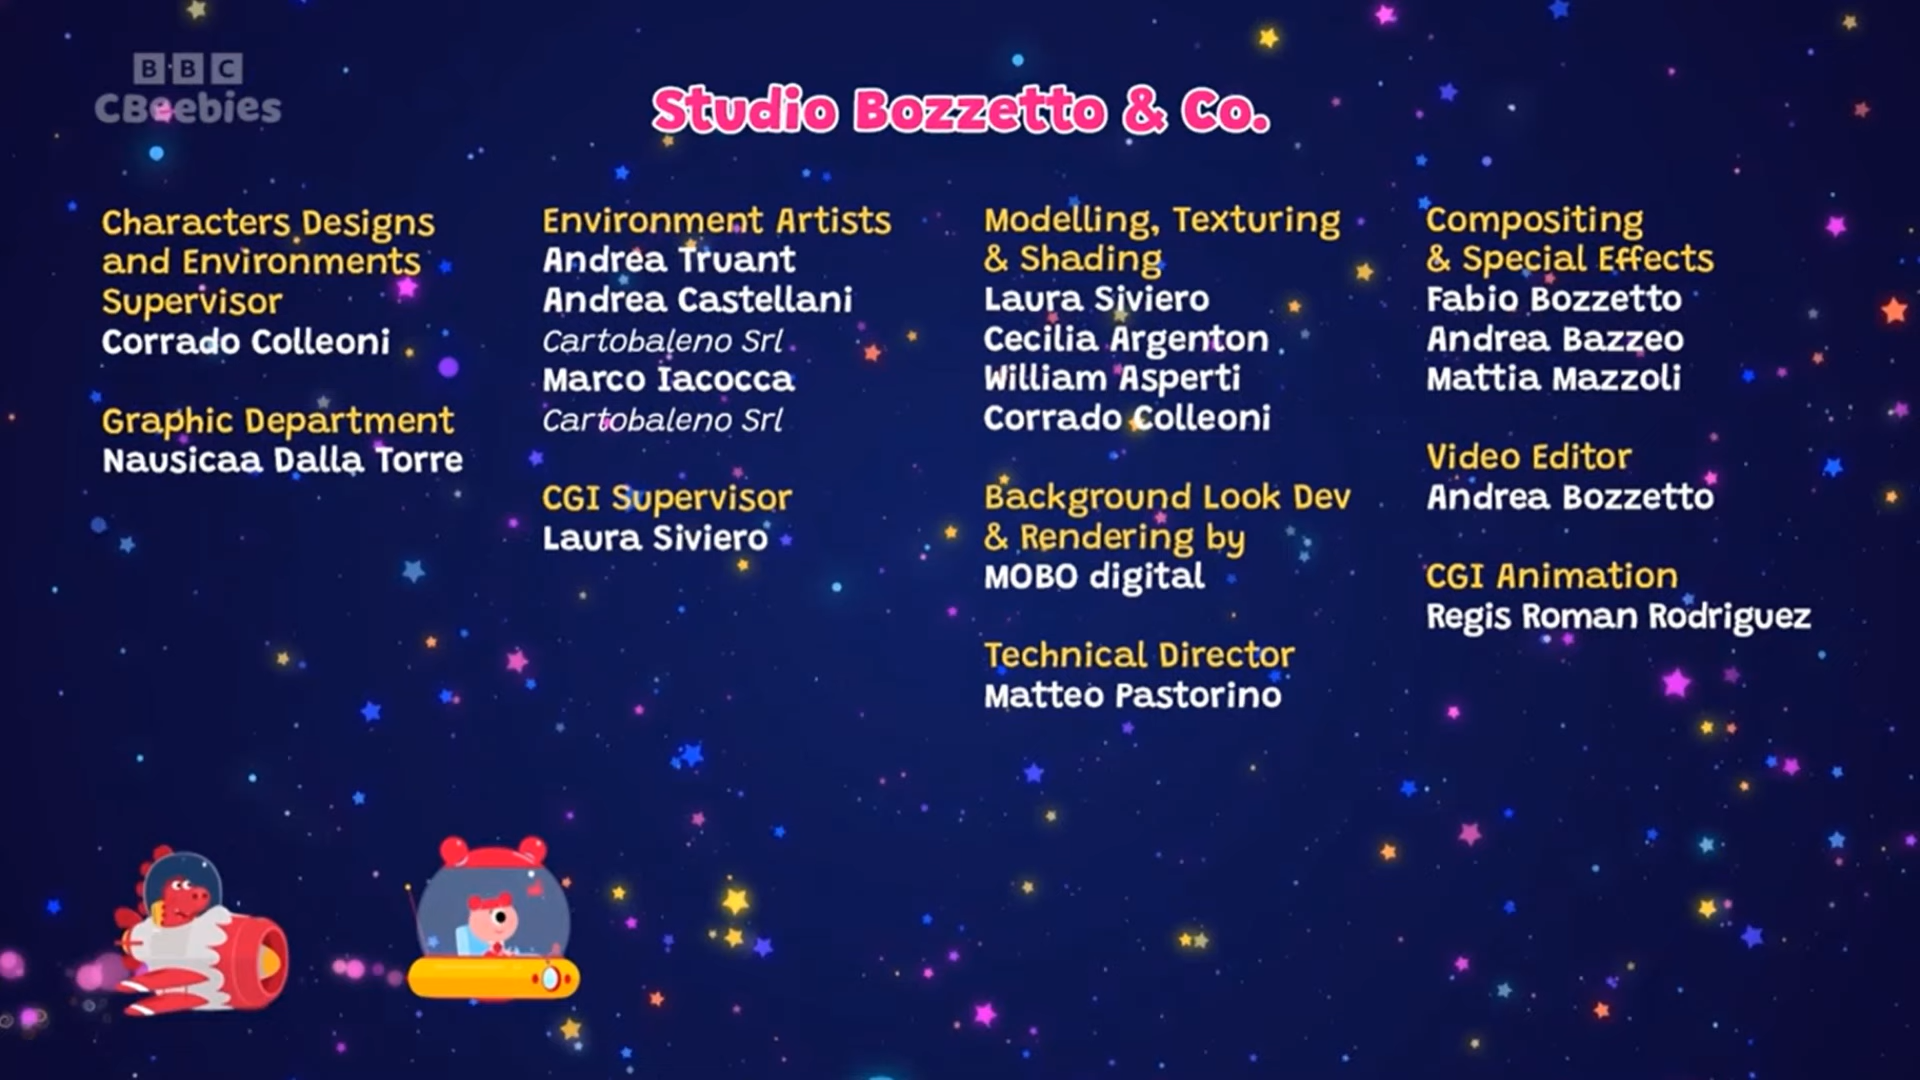 BBC
CBeebies
Studio Bozzetto & Co.
Characters Designs
and Environments
Supervisor
Corrado Colleoni
Graphic Department
Nausicaa Dalla Torre
Environment Artists
Andrea Truant
Andrea Castellani
Cartobaleno Srl
Marco Iacocca
Cartobaleno Srl
CGI Supervisor
Laura Siviero
Modelling, Texturing
& Shading
Laura Siviero
Cecilia Argenton
William Asperti
Corrado Colleoni
Background Look Dev
& Rendering by
MOBO digital
Technical Director
Matteo Pastorino
Compositing
& Special Effects
Fabio Bozzetto
Andrea Bazzeo
Mattia Mazzoli
Video Editor
Andrea Bozzetto
CGI Animation
Regis Roman Rodriguez